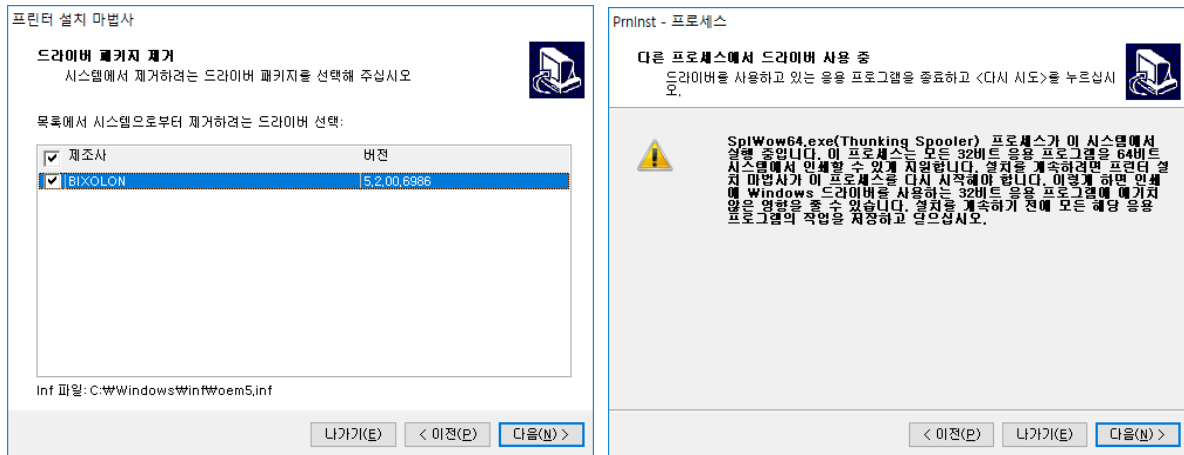 프린터 설치 마법사
드라이버 패키지 제거
시스템에서 제거하려는 드라이버 패키지를 선택해 주십시오
목록에서 시스템으로부터 제거하려는 드라이버 선택:
제조사 버전
BIXOLON 5,2,00,6986
Inf 파일: C:₩Windows₩inf₩oem5,inf
나가기(E) < 이전(P) 다음(N) >
PrnInst - 프로세스
다른 프로세스에서 드라이버 사용 중
드라이버를 사용하고 있는 응용 프로그램을 종료하고 <다시 시도>를 누르십시
오.
SplWow64.exe(Thunking Spooler) 프로세스가 이 시스템에서
실행 중입니다. 이 프로세스는 모든 32비트 응용 프로그램을 64비트
시스템에서 인쇄할 수 있게 지원합니다. 설치를 계속하려면 프린터 설
치 마법사가 이 프로세스를 다시 시작해야 합니다. 이렇게 하면 인쇄
에 Windows 드라이버를 사용하는 32비트 응용 프로그램에 예기치
않은 영향을 줄 수 있습니다. 설치를 계속하기 전에 모든 해당 응용
프로그램의 작업을 저장하고 닫으십시오.
< 이전(P) 나가기(E) 다음(N) >